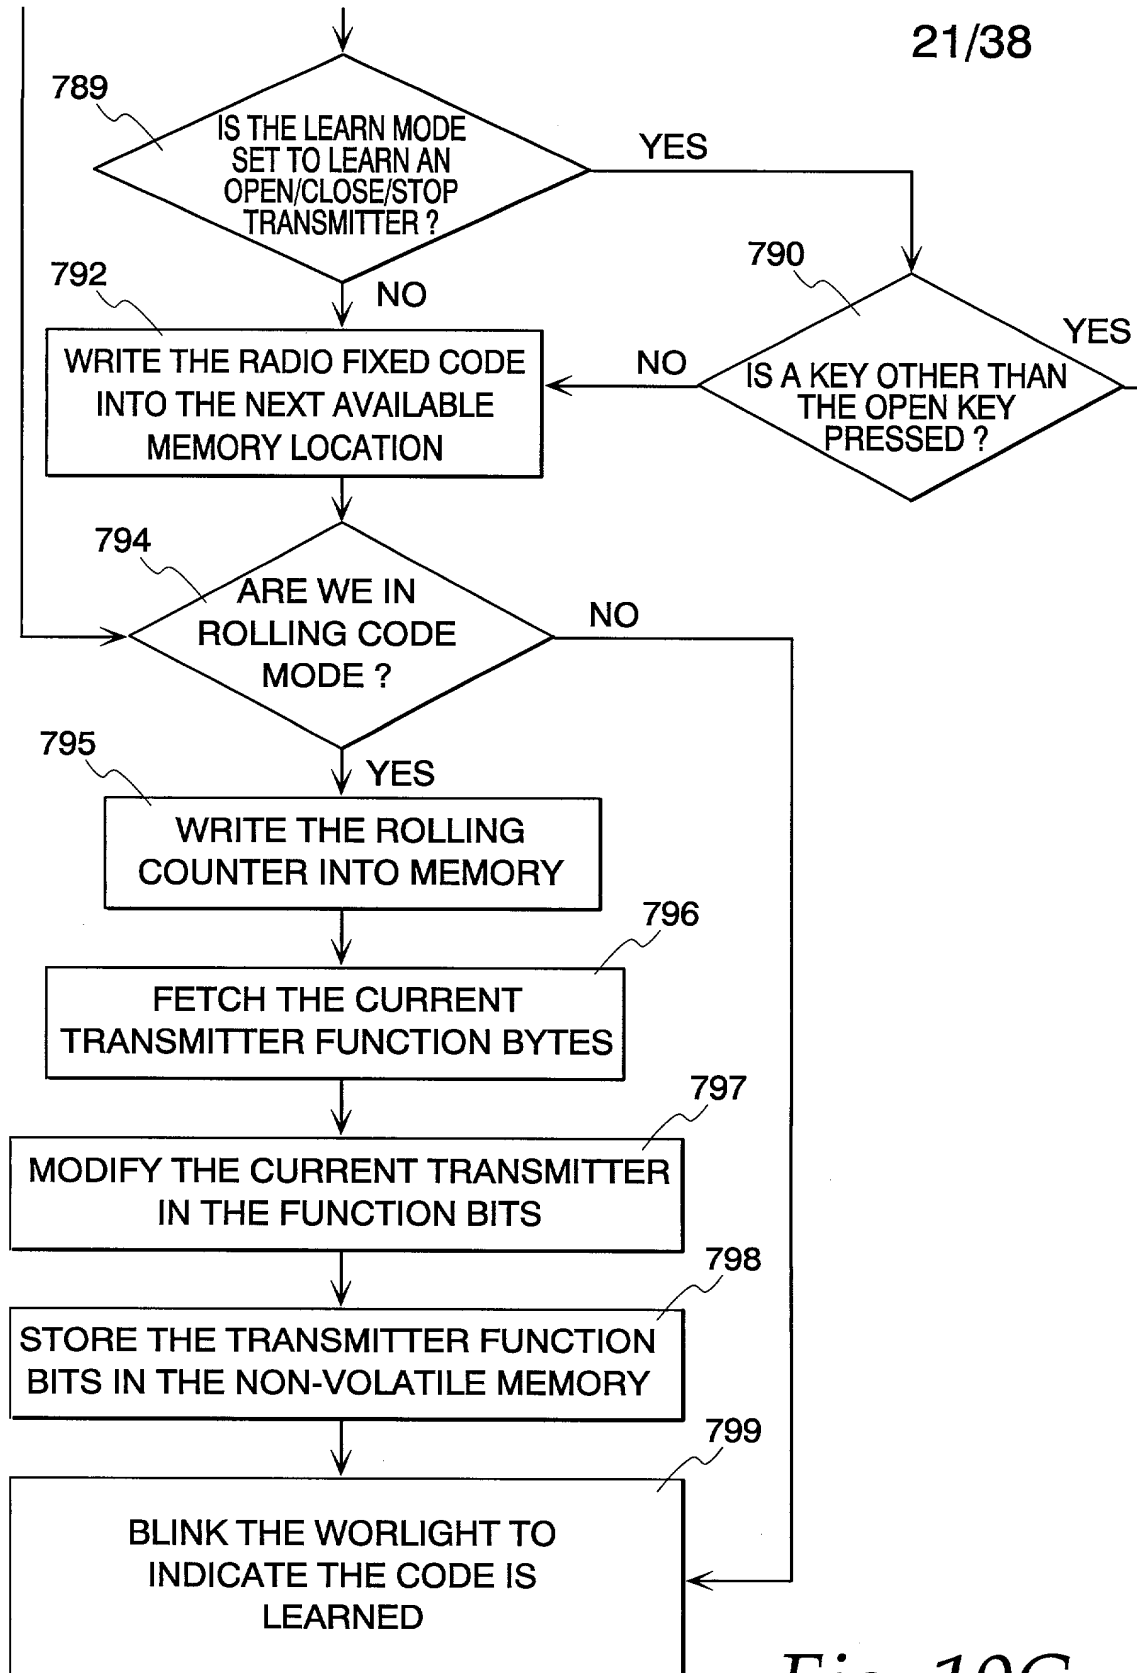 21/38
789
IS THE LEARN MODE
SET TO LEARN AN
OPEN/CLOSE/STOP
TRANSMITTER ?
YES
NO
790
IS A KEY OTHER THAN
THE OPEN KEY
PRESSED ?
YES
NO
792
WRITE THE RADIO FIXED CODE
INTO THE NEXT AVAILABLE
MEMORY LOCATION
794
ARE WE IN
ROLLING CODE
MODE ?
NO
YES
795
WRITE THE ROLLING
COUNTER INTO MEMORY
796
FETCH THE CURRENT
TRANSMITTER FUNCTION BYTES
797
MODIFY THE CURRENT TRANSMITTER
IN THE FUNCTION BITS
798
STORE THE TRANSMITTER FUNCTION
BITS IN THE NON-VOLATILE MEMORY
799
BLINK THE WORLIGHT TO
INDICATE THE CODE IS
LEARNED